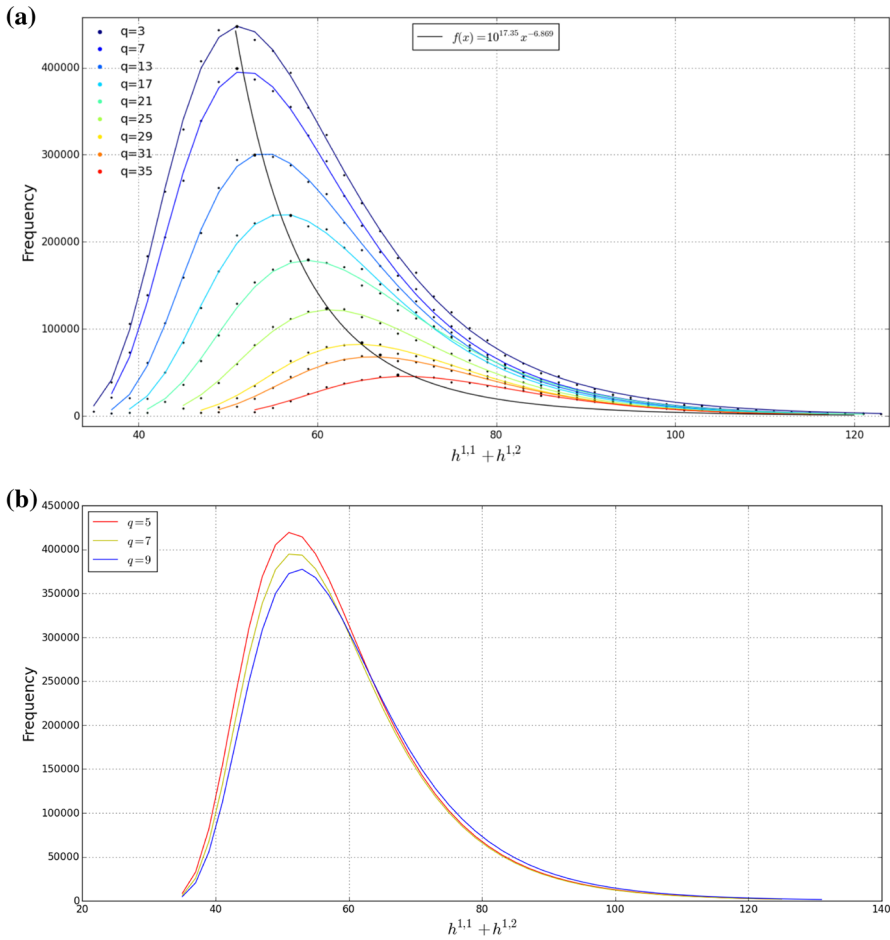 (a)
q=3
q=7
q=13
q=17
q=21
q=25
q=29
q=31
q=35
f(x) = 10^{17.35} x^{-6.869}
400000
300000
200000
100000
0
Frequency
40 60 80 100 120
h^{1,1} + h^{1,2}
(b)
q=5
q=7
q=9
450000
400000
350000
300000
250000
200000
150000
100000
50000
0
Frequency
20 40 60 80 100 120 140
h^{1,1} + h^{1,2}